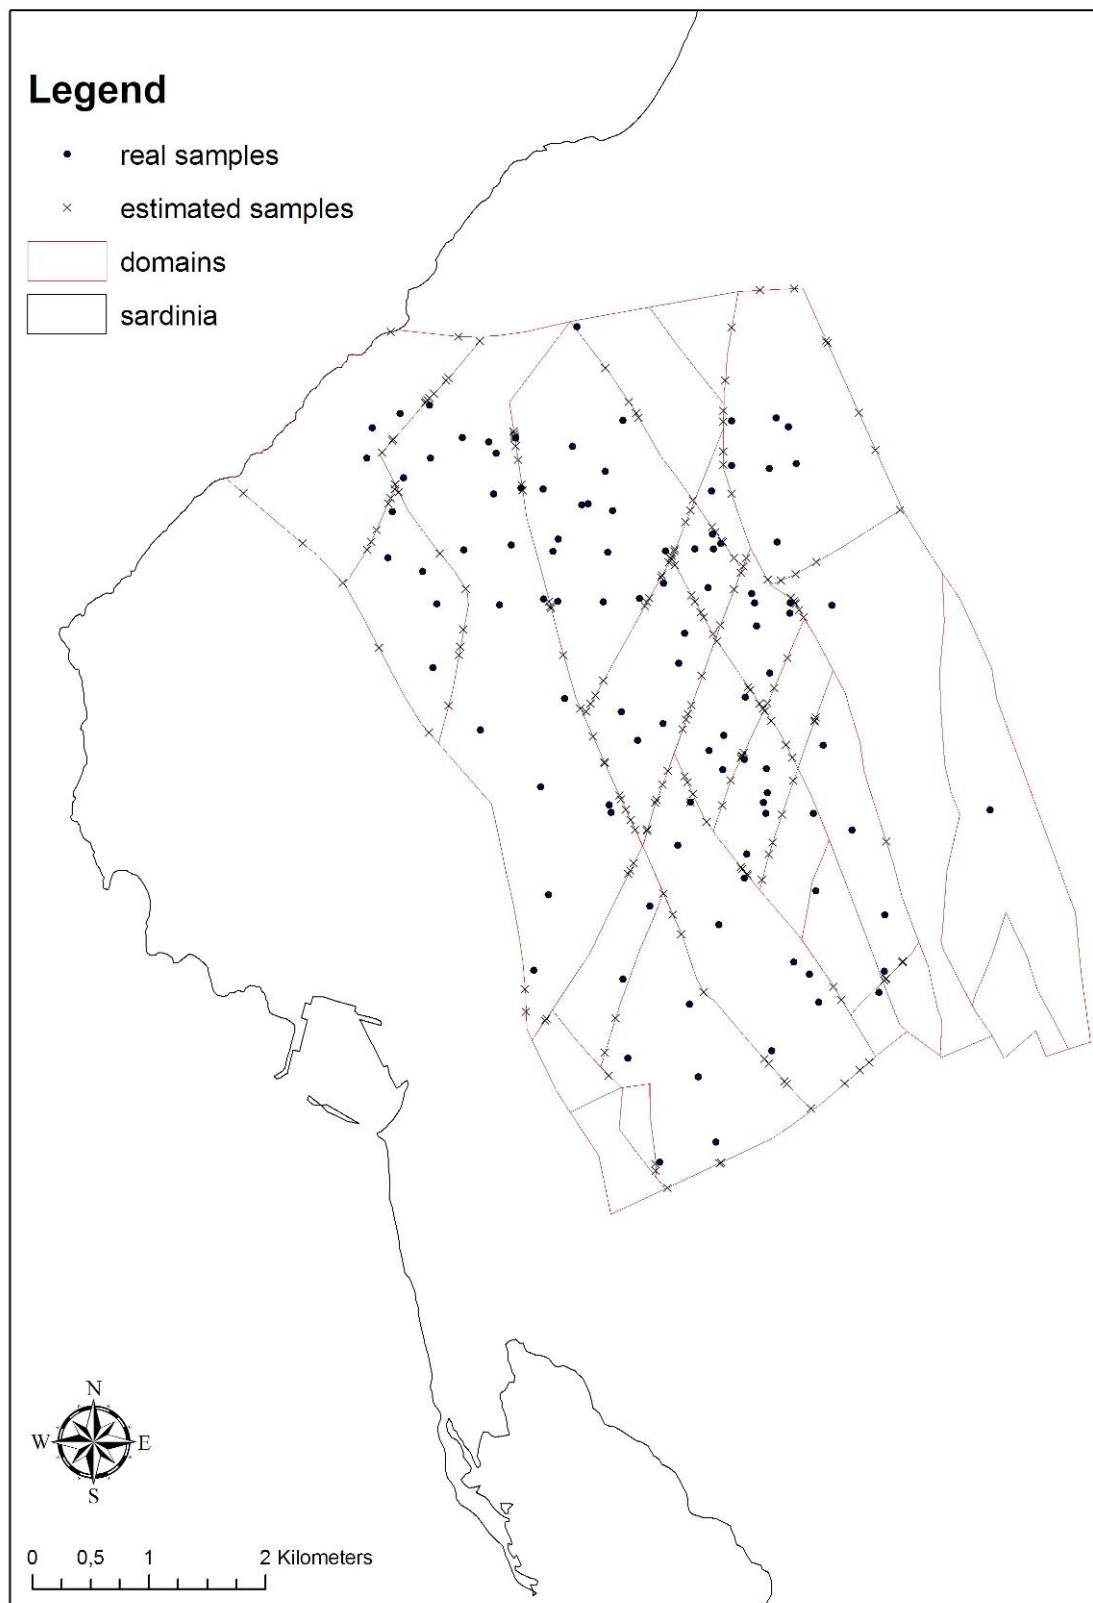 Legend
real samples
estimated samples
domains
sardinia
N
W E
S
0 0,5 1 2 Kilometers